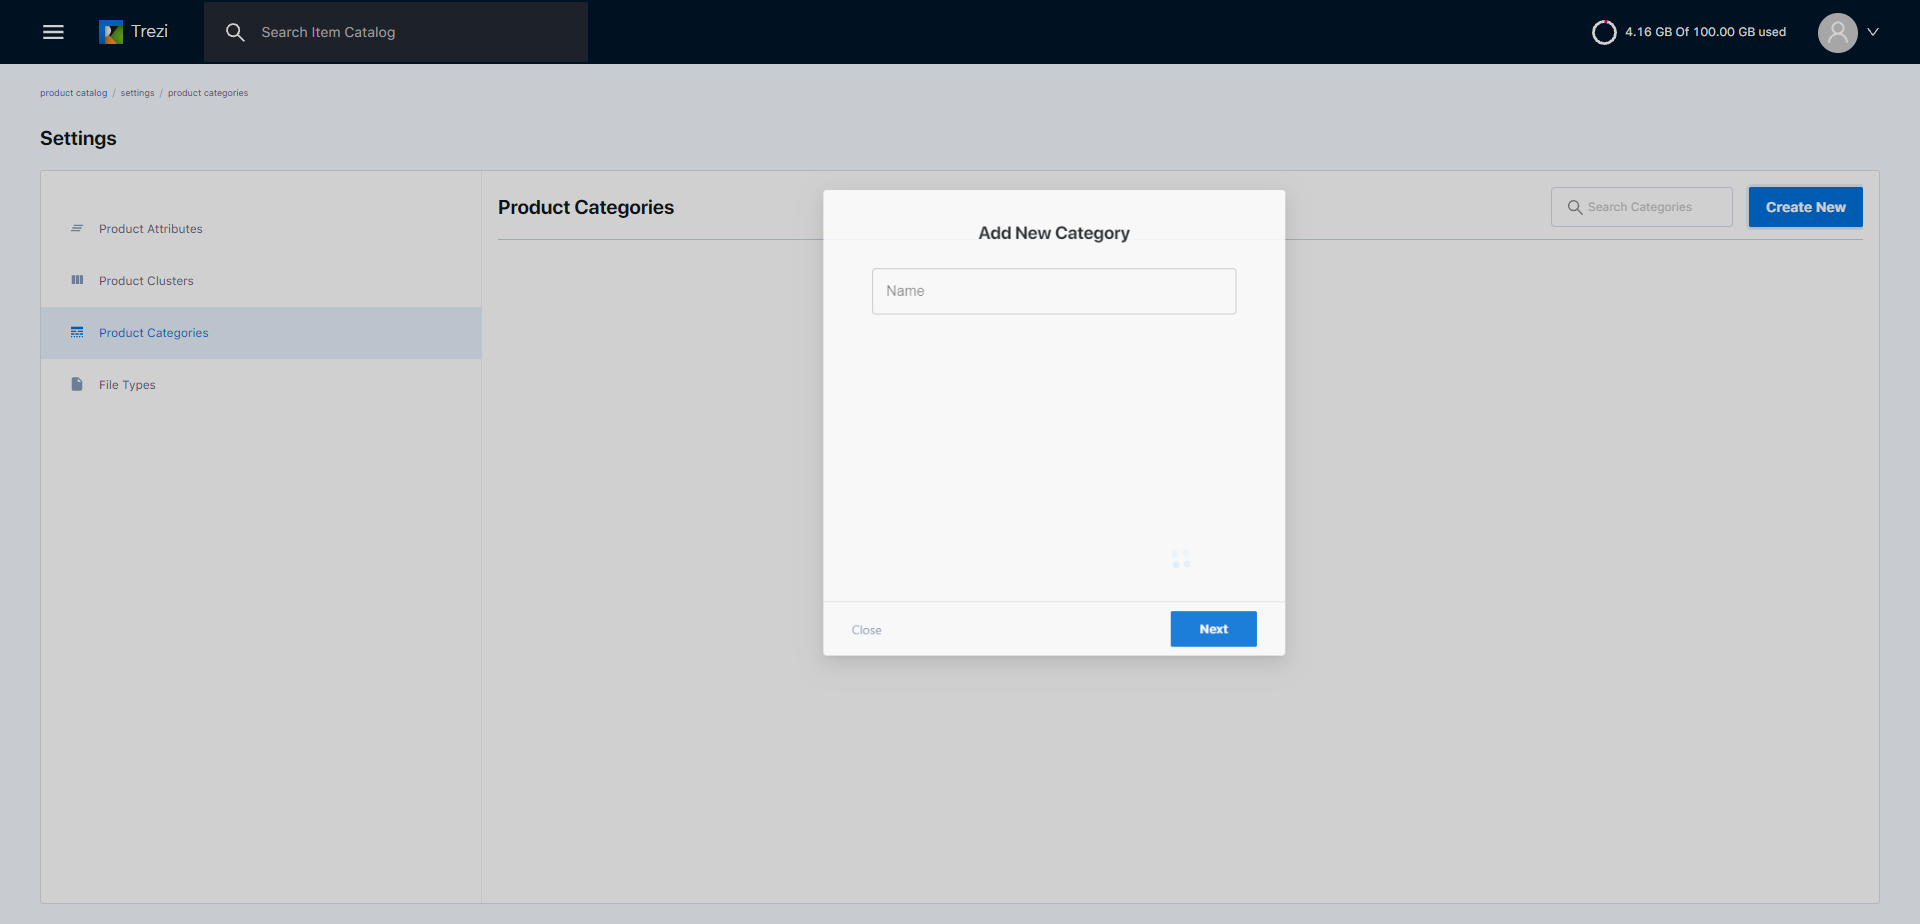 Trezi
Search Item Catalog
4.16 GB Of 100.00 GB used
product catalog / settings / product categories
Settings
Product Attributes
Product Clusters
Product Categories
File Types
Product Categories
Search Categories
Create New
Add New Category
Name
Close
Next